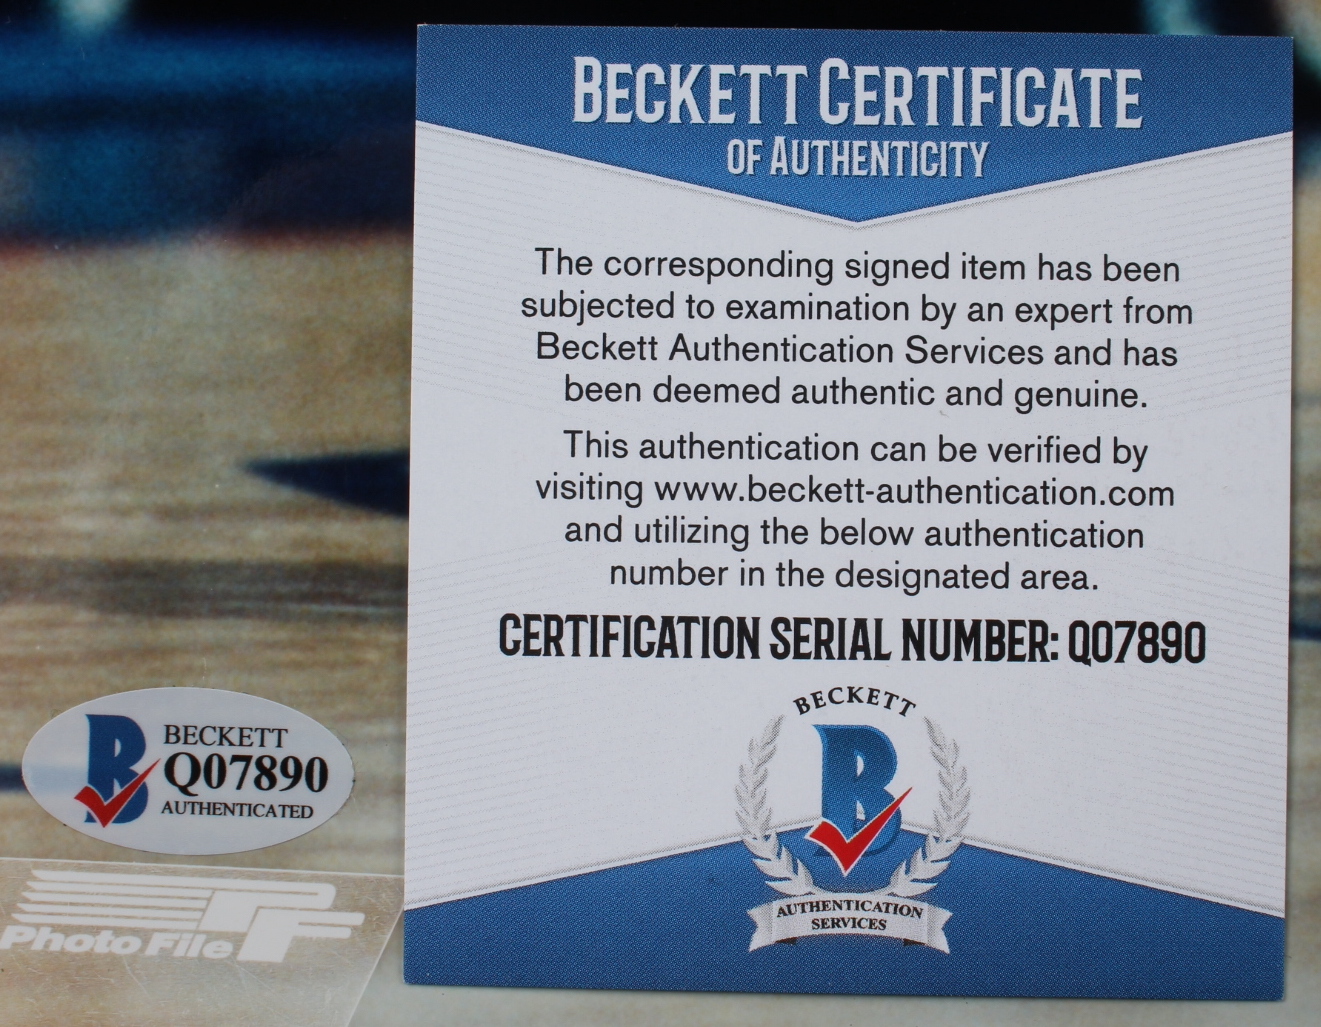 BECKETT CERTIFICATE
OF AUTHENTICITY
The corresponding signed item has been
subjected to examination by an expert from
Beckett Authentication Services and has
been deemed authentic and genuine.
This authentication can be verified by
visiting www.beckett-authentication.com
and utilizing the below authentication
number in the designated area.
CERTIFICATION SERIAL NUMBER: Q07890
BECKETT
B
AUTHENTICATION
SERVICES
B
BECKETT
Q07890
AUTHENTICATED
PF
Photo File